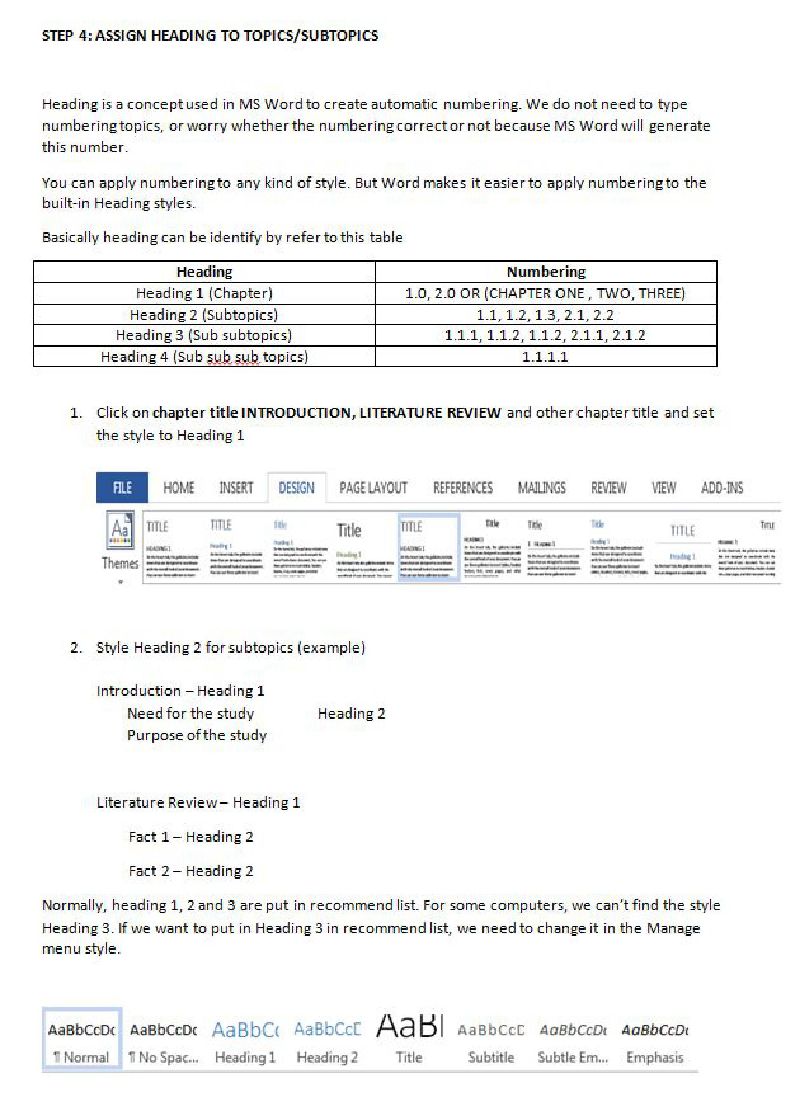 STEP 4: ASSIGN HEADING TO TOPICS/SUBTOPICS
Heading is a concept used in MS Word to create automatic numbering. We do not need to type
numbering topics, or worry whether the numbering correct or not because MS Word will generate
this number.
You can apply numbering to any kind of style. But Word makes it easier to apply numbering to the
built-in Heading styles.
Basically heading can be identify by refer to this table
Heading Numbering
Heading 1 (Chapter) 1.0, 2.0 OR (CHAPTER ONE , TWO, THREE)
Heading 2 (Subtopics) 1.1, 1.2, 1.3, 2.1, 2.2
Heading 3 (Sub subtopics) 1.1.1, 1.1.2, 1.1.2, 2.1.1, 2.1.2
Heading 4 (Sub sub sub topics) 1.1.1.1
1. Click on chapter title INTRODUCTION, LITERATURE REVIEW and other chapter title and set
the style to Heading 1
FILE HOME INSERT DESIGN PAGE LAYOUT REFERENCES MAILINGS REVIEW VIEW ADD-INS
Aa TITLE TITLE Title Title TITLE Title Title Title TITLE Title
Themes
2. Style Heading 2 for subtopics (example)
Introduction – Heading 1
Need for the study Heading 2
Purpose of the study
Literature Review – Heading 1
Fact 1 – Heading 2
Fact 2 – Heading 2
Normally, heading 1, 2 and 3 are put in recommend list. For some computers, we can't find the style
Heading 3. If we want to put in Heading 3 in recommend list, we need to change it in the Manage
menu style.
AaBbCcDc AaBbCcDc AaBbCc AaBbCcC AaBl AaBbCcC AaBbCcDc AaBbCcDc
¶ Normal ¶ No Spac... Heading 1 Heading 2 Title Subtitle Subtle Em... Emphasis